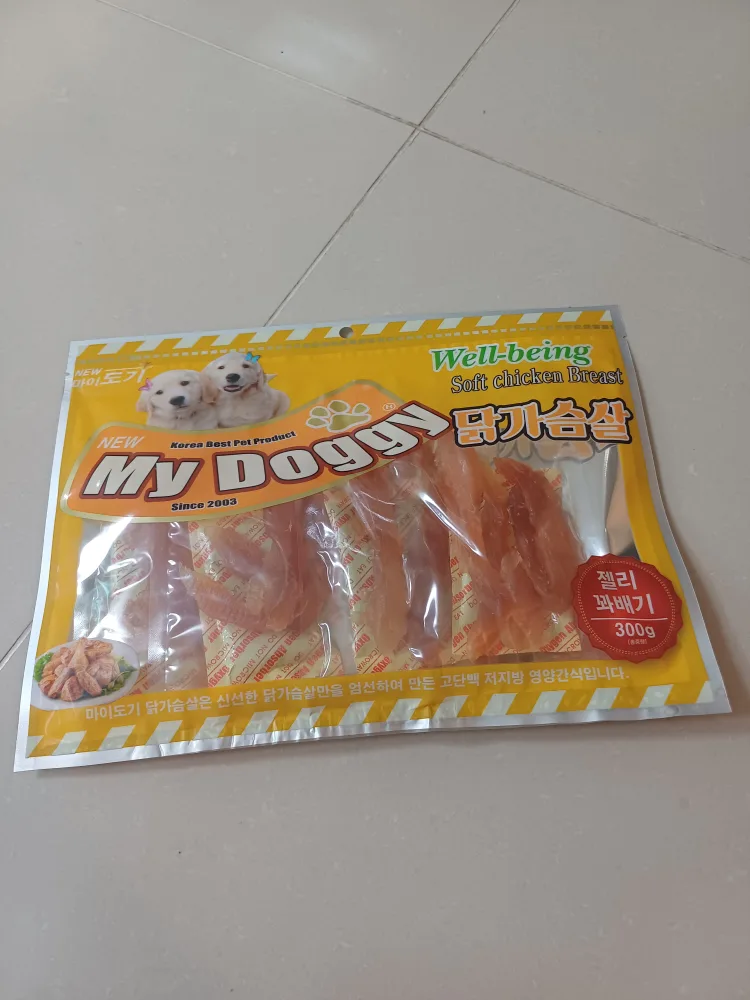 NEW
마이도기
Well-being
Soft chicken Breast
닭가슴살
NEW
Korea Best Pet Product
My Doggy®
Since 2003
젤리
꽈배기
300g
마이도기 닭가슴살은 신선한 닭가슴살만을 엄선하여 만든 고단백 저지방 영양간식입니다.